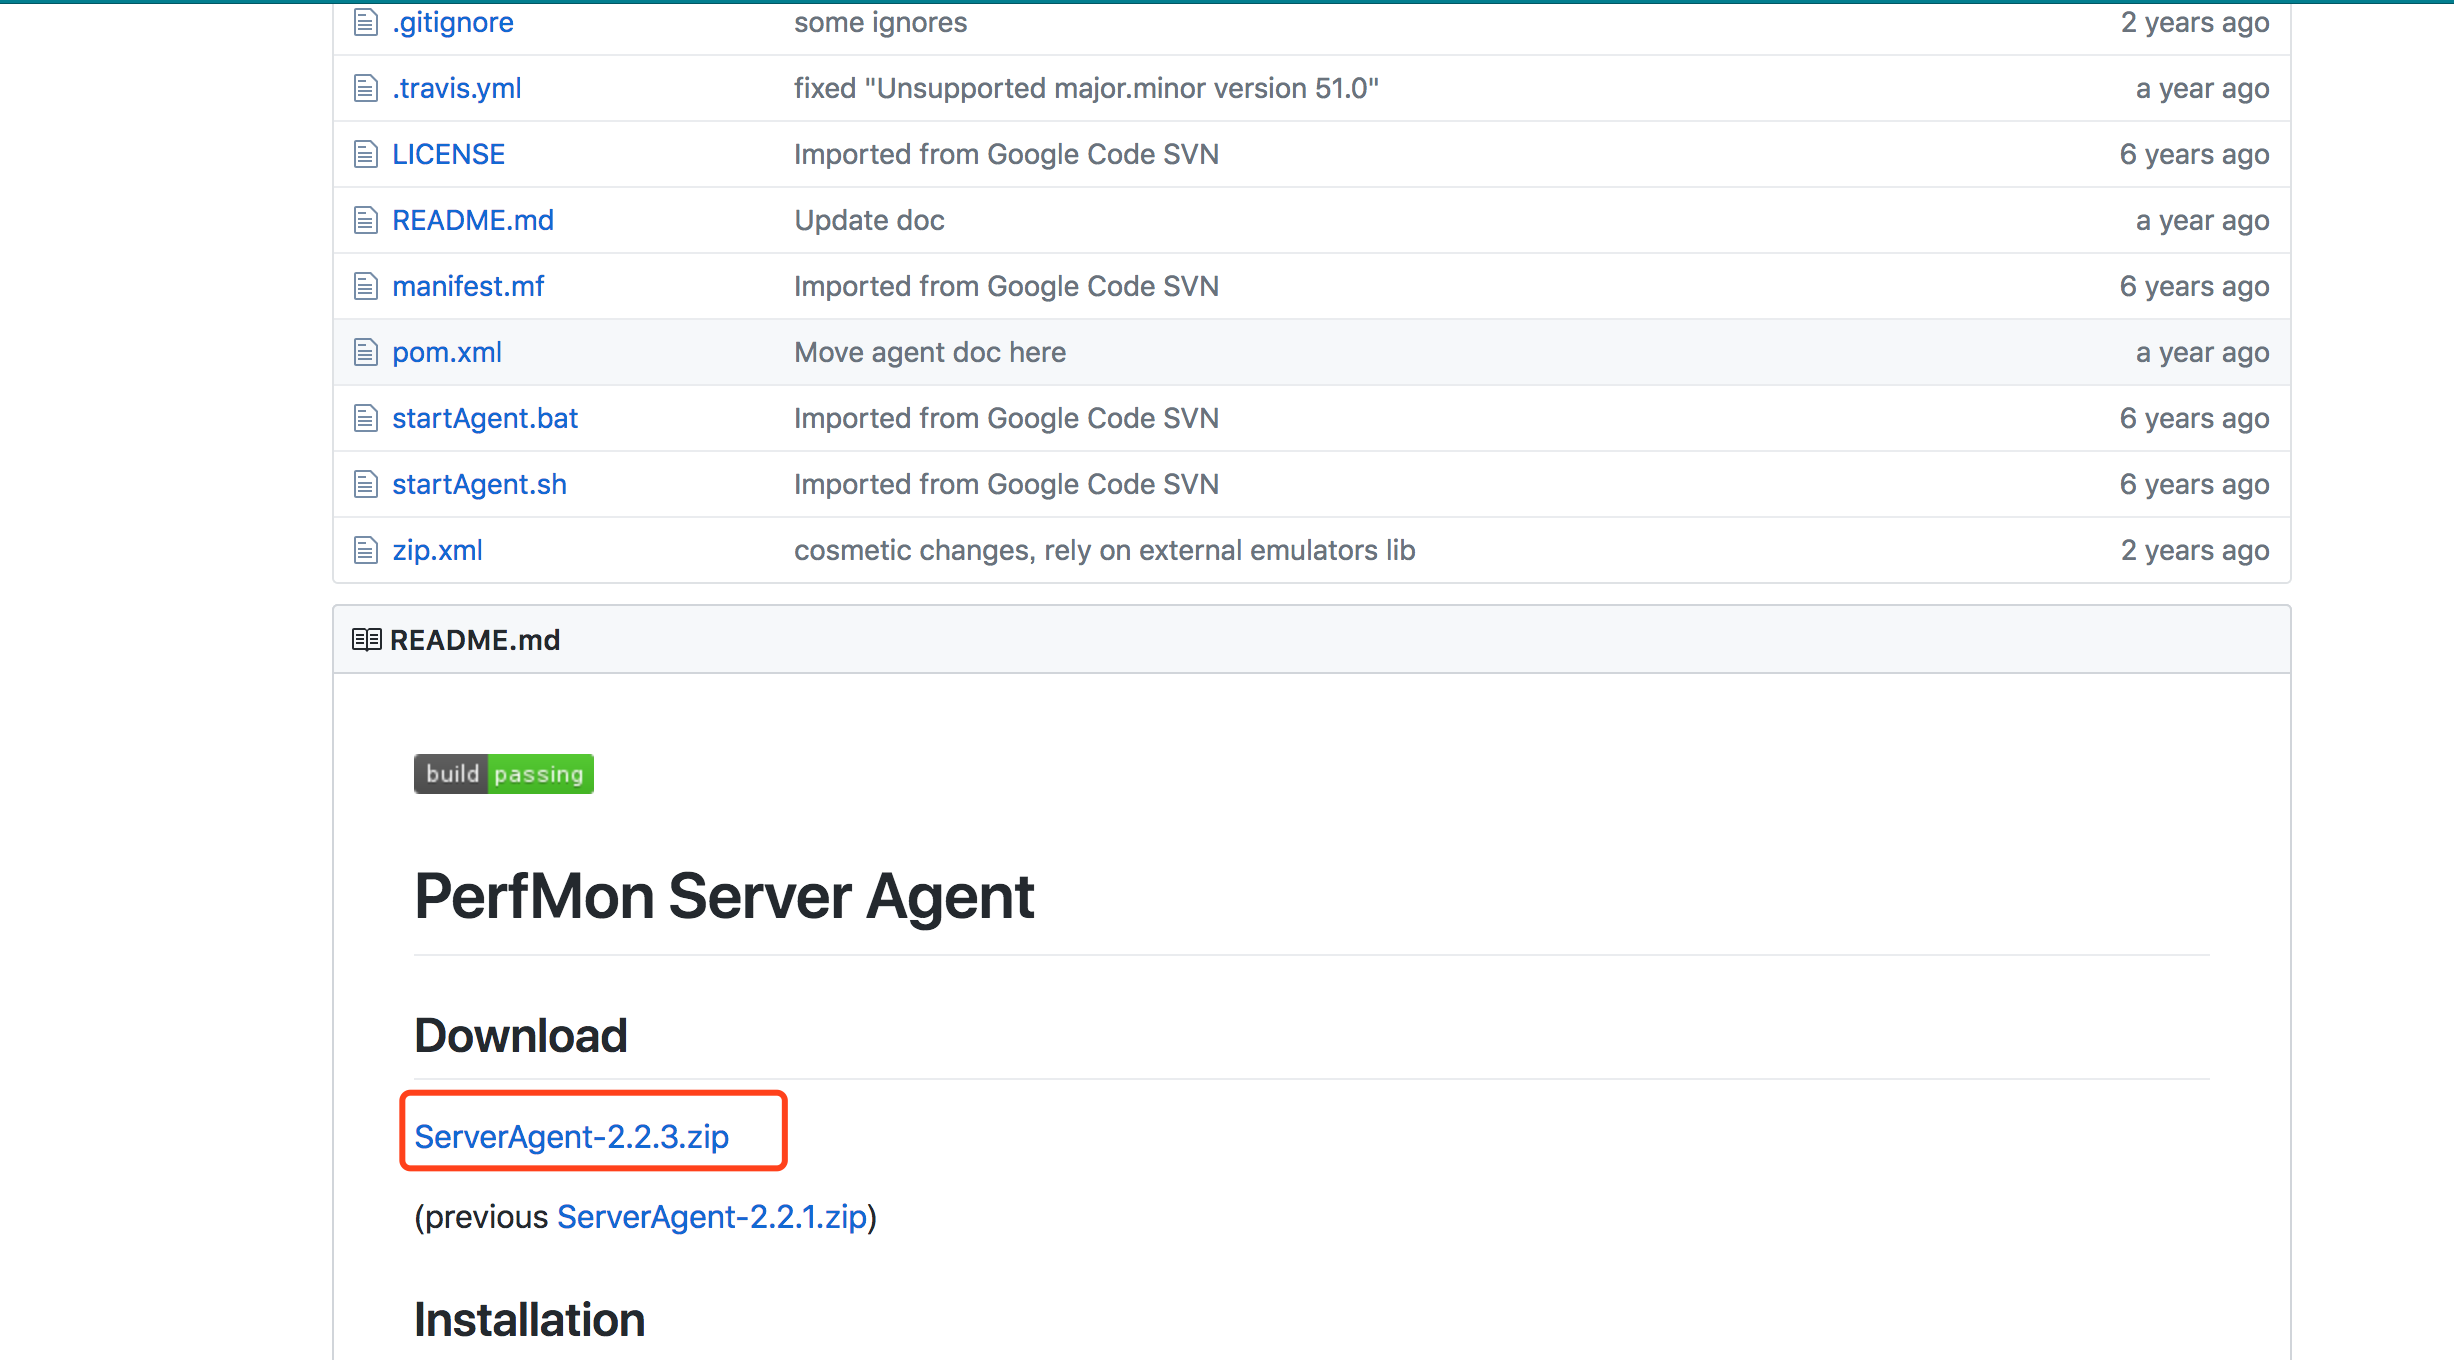 .gitignore some ignores 2 years ago
.travis.yml fixed "Unsupported major.minor version 51.0" a year ago
LICENSE Imported from Google Code SVN 6 years ago
README.md Update doc a year ago
manifest.mf Imported from Google Code SVN 6 years ago
pom.xml Move agent doc here a year ago
startAgent.bat Imported from Google Code SVN 6 years ago
startAgent.sh Imported from Google Code SVN 6 years ago
zip.xml cosmetic changes, rely on external emulators lib 2 years ago
README.md
build passing
PerfMon Server Agent
Download
ServerAgent-2.2.3.zip
(previous ServerAgent-2.2.1.zip)
Installation